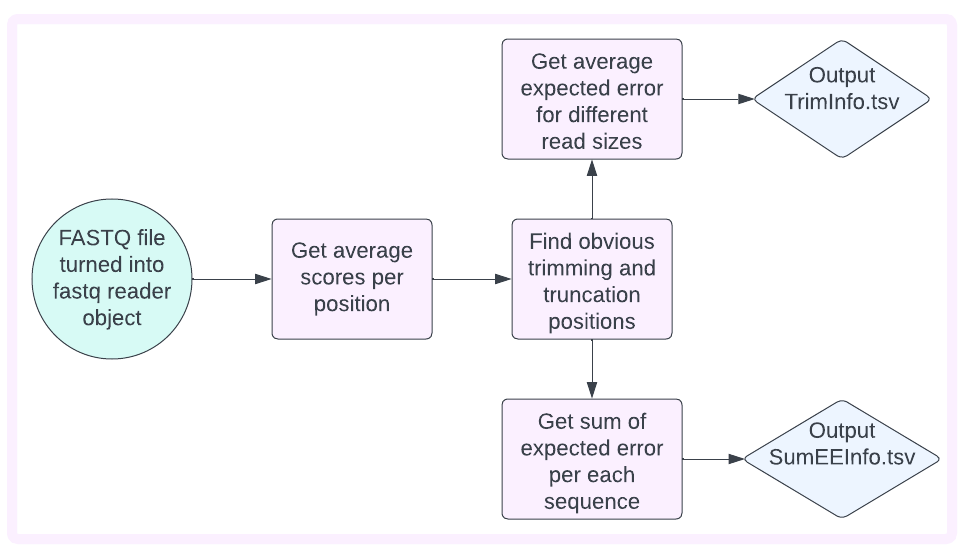 FASTQ file
turned into
fastq reader
object
Get average
scores per
position
Find obvious
trimming and
truncation
positions
Get average
expected error
for different
read sizes
Output
TrimInfo.tsv
Get sum of
expected error
per each
sequence
Output
SumEEInfo.tsv